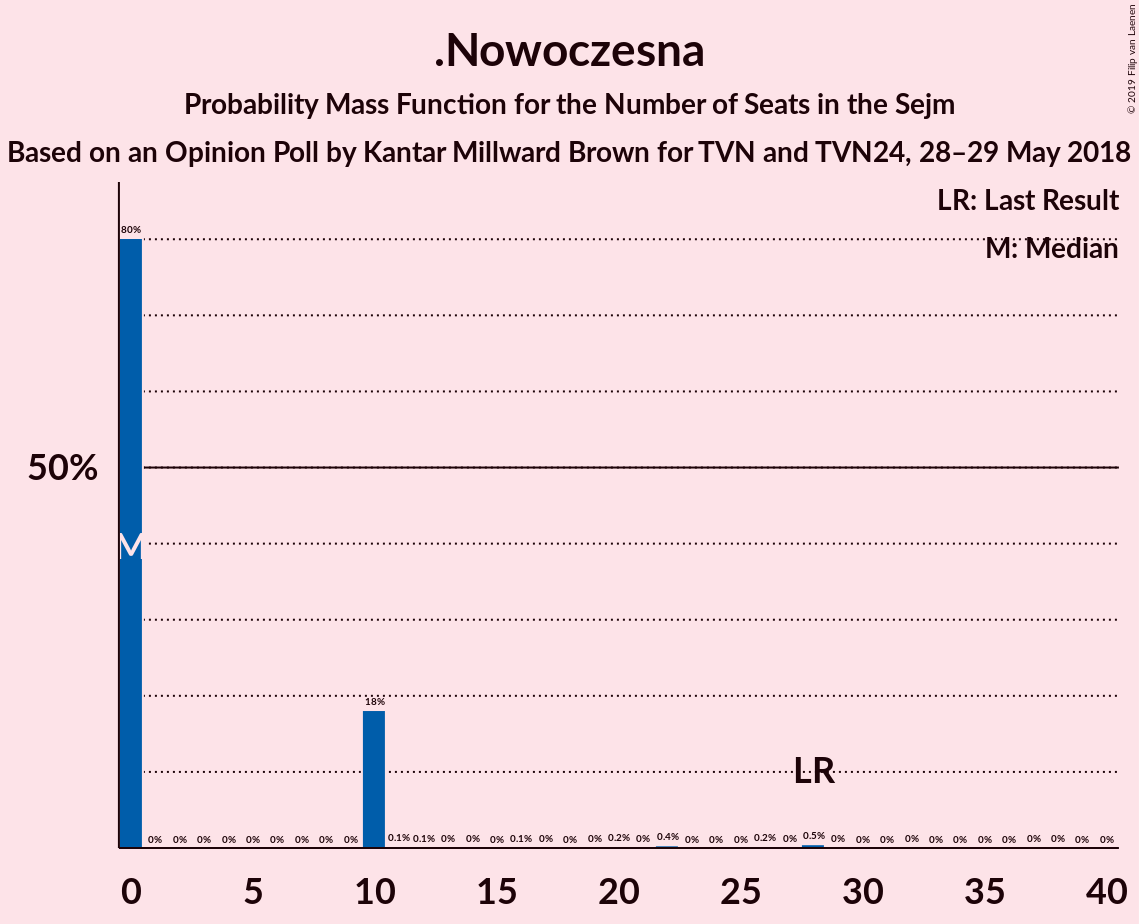 .Nowoczesna
Probability Mass Function for the Number of Seats in the Sejm
Based on an Opinion Poll by Kantar Millward Brown for TVN and TVN24, 28–29 May 2018
© 2019 Filip van Laenen
LR: Last Result
M: Median
80%
50%
M
18%
LR
0% 0% 0% 0% 0% 0% 0% 0% 0% 0.1% 0.1% 0% 0% 0% 0.1% 0% 0% 0% 0.2% 0% 0.4% 0% 0% 0% 0.2% 0% 0.5% 0% 0% 0% 0% 0% 0% 0% 0% 0% 0% 0% 0%
0 5 10 15 20 25 30 35 40